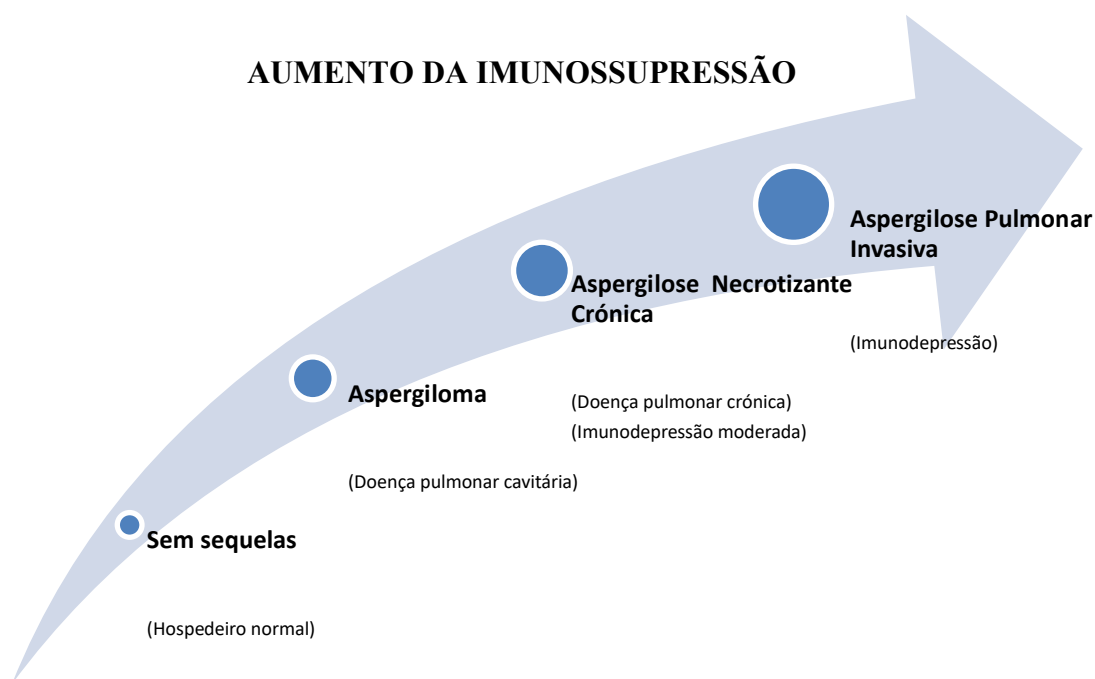 AUMENTO DA IMUNOSSUPRESSÃO
Aspergilose Pulmonar
Invasiva
(Imunodepressão)
Aspergilose Necrotizante
Crónica
(Doença pulmonar crónica)
(Imunodepressão moderada)
Aspergiloma
(Doença pulmonar cavitária)
Sem sequelas
(Hospedeiro normal)